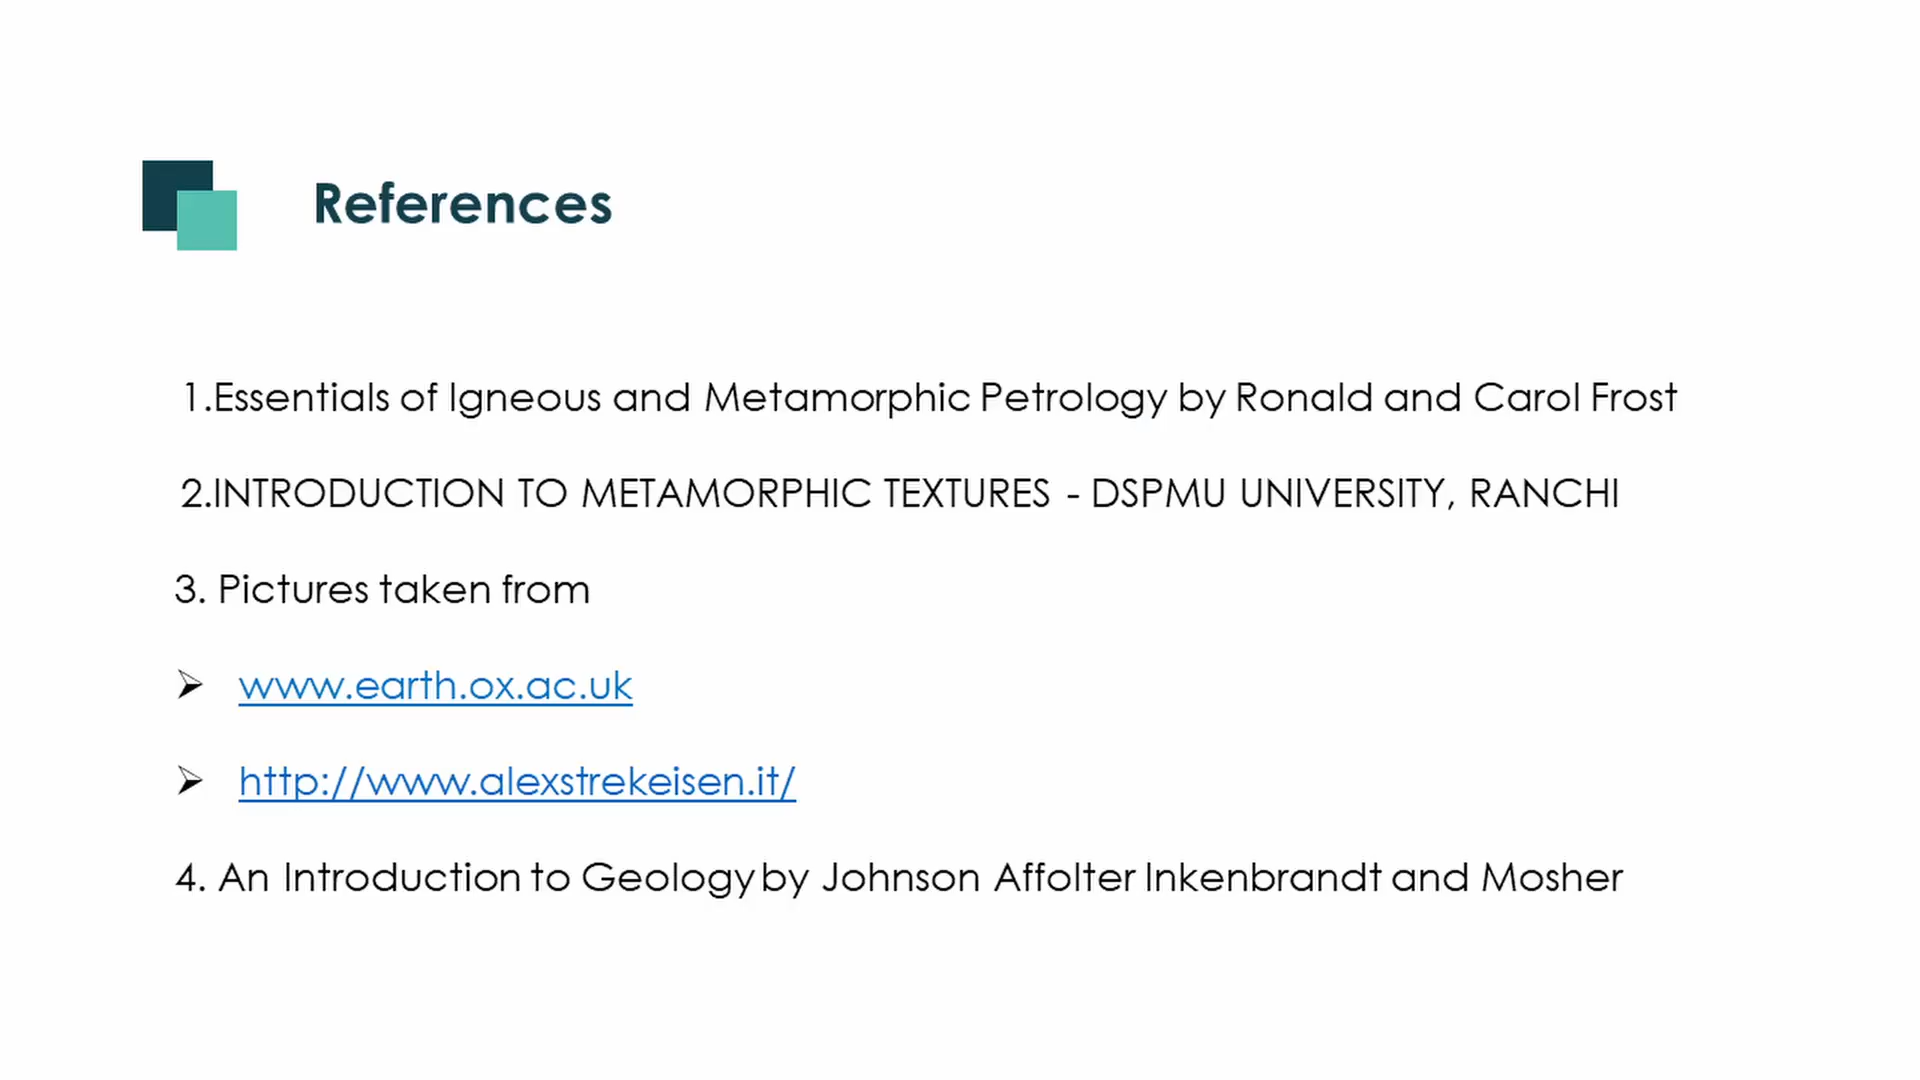 References
1.Essentials of Igneous and Metamorphic Petrology by Ronald and Carol Frost
2.INTRODUCTION TO METAMORPHIC TEXTURES - DSPMU UNIVERSITY, RANCHI
3. Pictures taken from
➢ www.earth.ox.ac.uk
➢ http://www.alexstrekeisen.it/
4. An Introduction to Geology by Johnson Affolter Inkenbrandt and Mosher